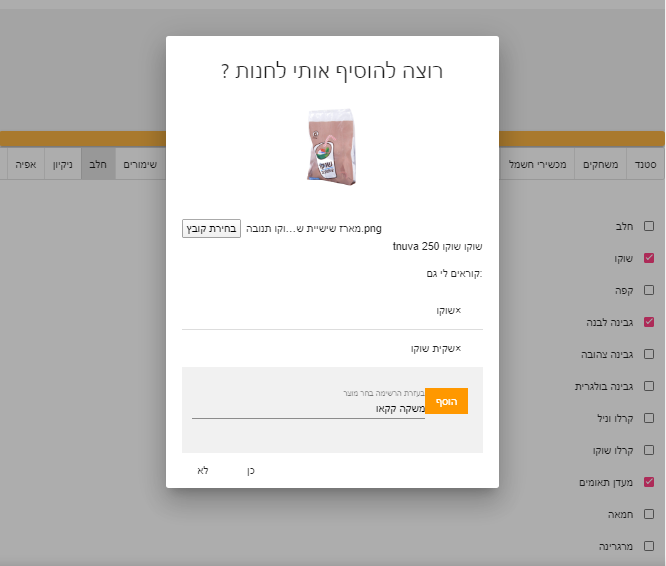 רוצה להוסיף אותי לחנות ?
סטנד
משחקים
מכשירי חשמל
שימורים
חלב
ניקיון
אפיה
בחירת קובץ
מארז שישיית ש...וקו תנובה.png
שוקו שוקו 250 tnuva
קוראים לי גם:
×שוקו
×שקית שוקו
בעזרת הרשימה בחר מוצר
משקה קקאו
הוסף
כן
לא
חלב
שוקו
קפה
גבינה לבנה
גבינה צהובה
גבינה בולגרית
קרלו וניל
קרלו שוקו
מעדן תאומים
חמאה
מרגרינה